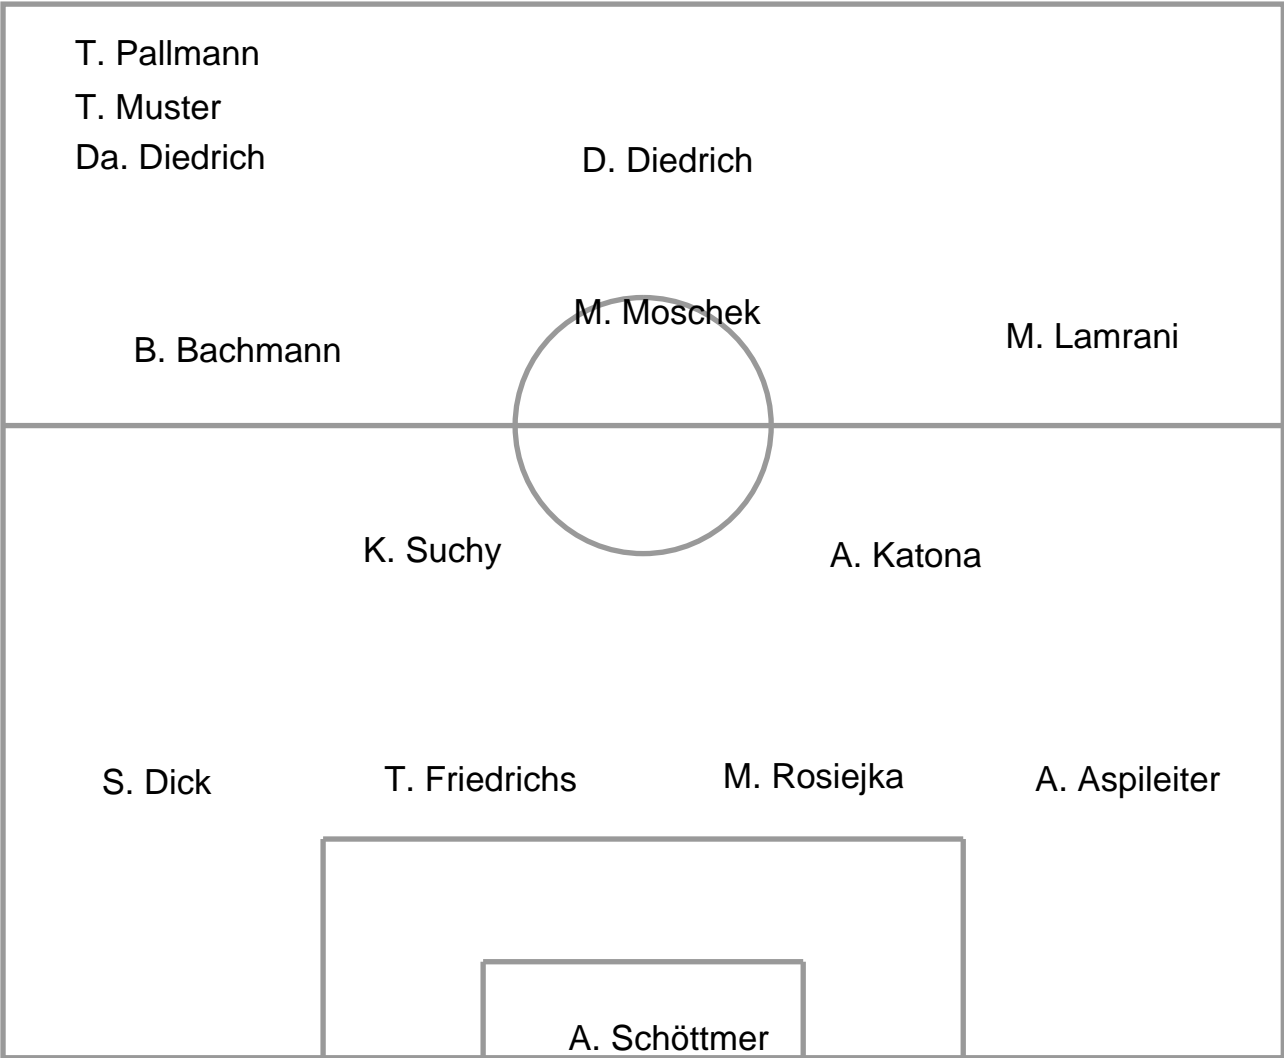 T. Pallmann
T. Muster
Da. Diedrich
D. Diedrich
M. Moschek
B. Bachmann
M. Lamrani
K. Suchy
A. Katona
S. Dick
T. Friedrichs
M. Rosiejka
A. Aspileiter
A. Schöttmer